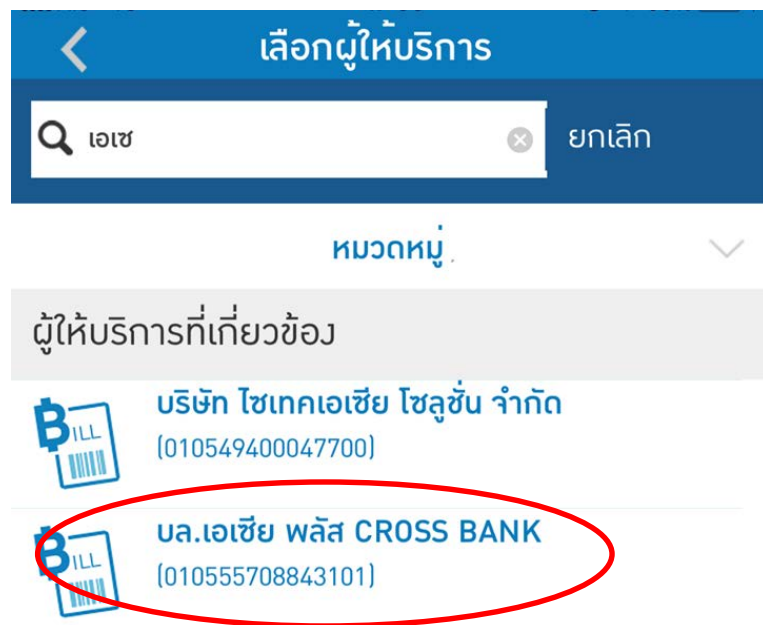 เลือกผู้ให้บริการ
เอเซ
ยกเลิก
หมวดหมู่
ผู้ให้บริการที่เกี่ยวข้อง
บริษัท ไซเทคเอเซีย โซลูชั่น จำกัด
BILL
(010549400047700)
บล.เอเซีย พลัส CROSS BANK
BILL
(010555708843101)